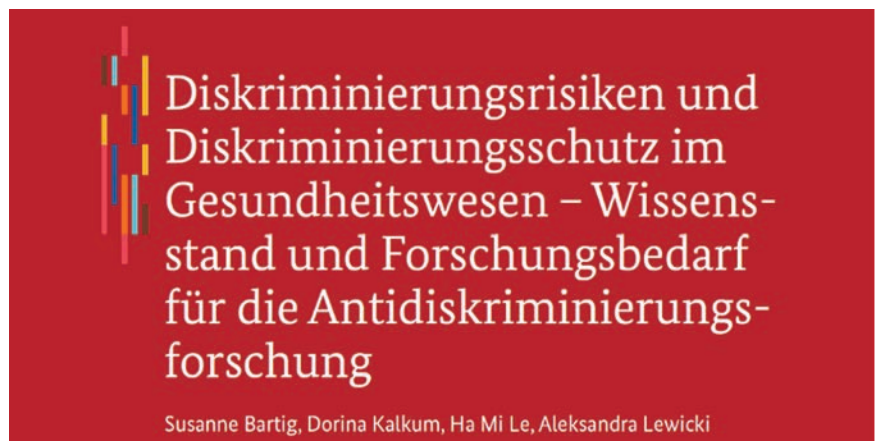 Diskriminierungsrisiken und
Diskriminierungsschutz im
Gesundheitswesen – Wissens-
stand und Forschungsbedarf
für die Antidiskriminierungs-
forschung
Susanne Bartig, Dorina Kalkum, Ha Mi Le, Aleksandra Lewicki